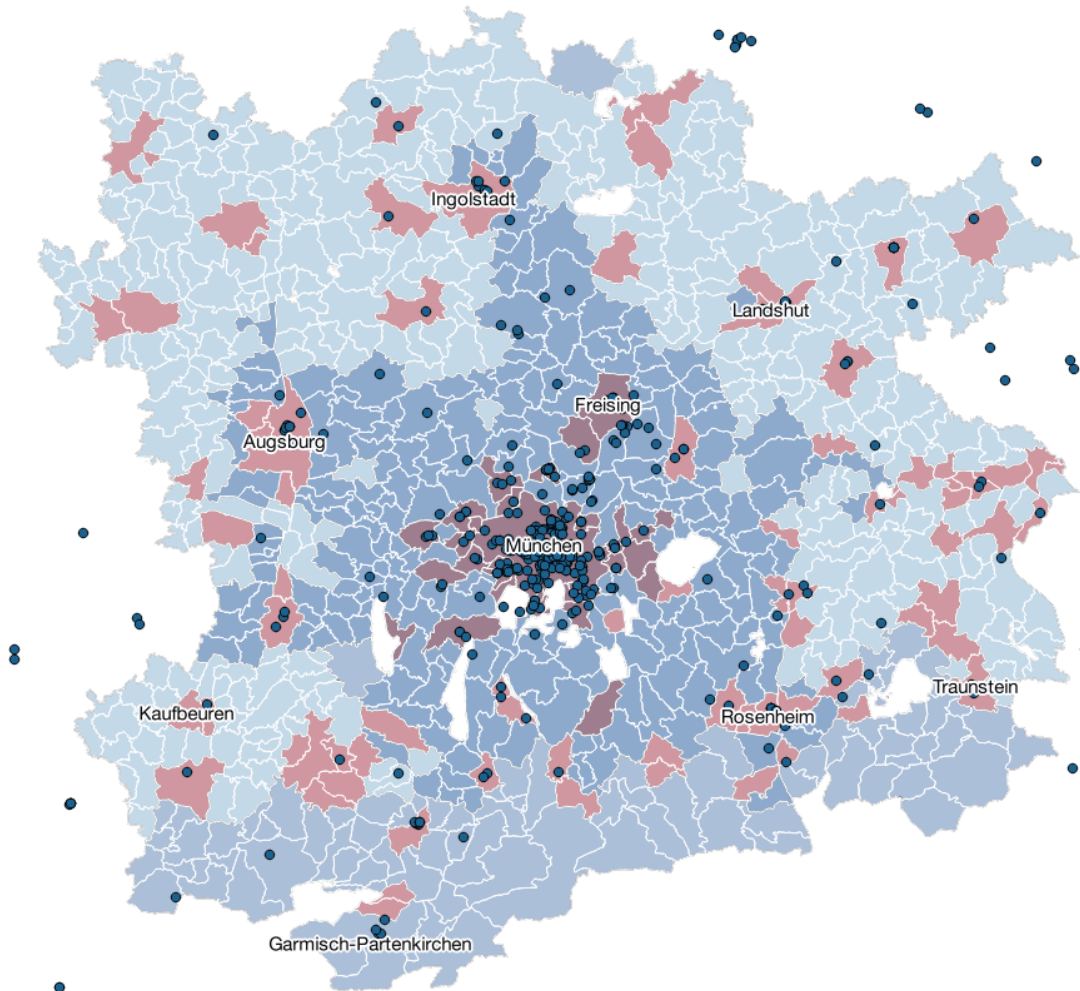 Ingolstadt
Landshut
Freising
Augsburg
München
Kaufbeuren
Traunstein
Rosenheim
Garmisch-Partenkirchen